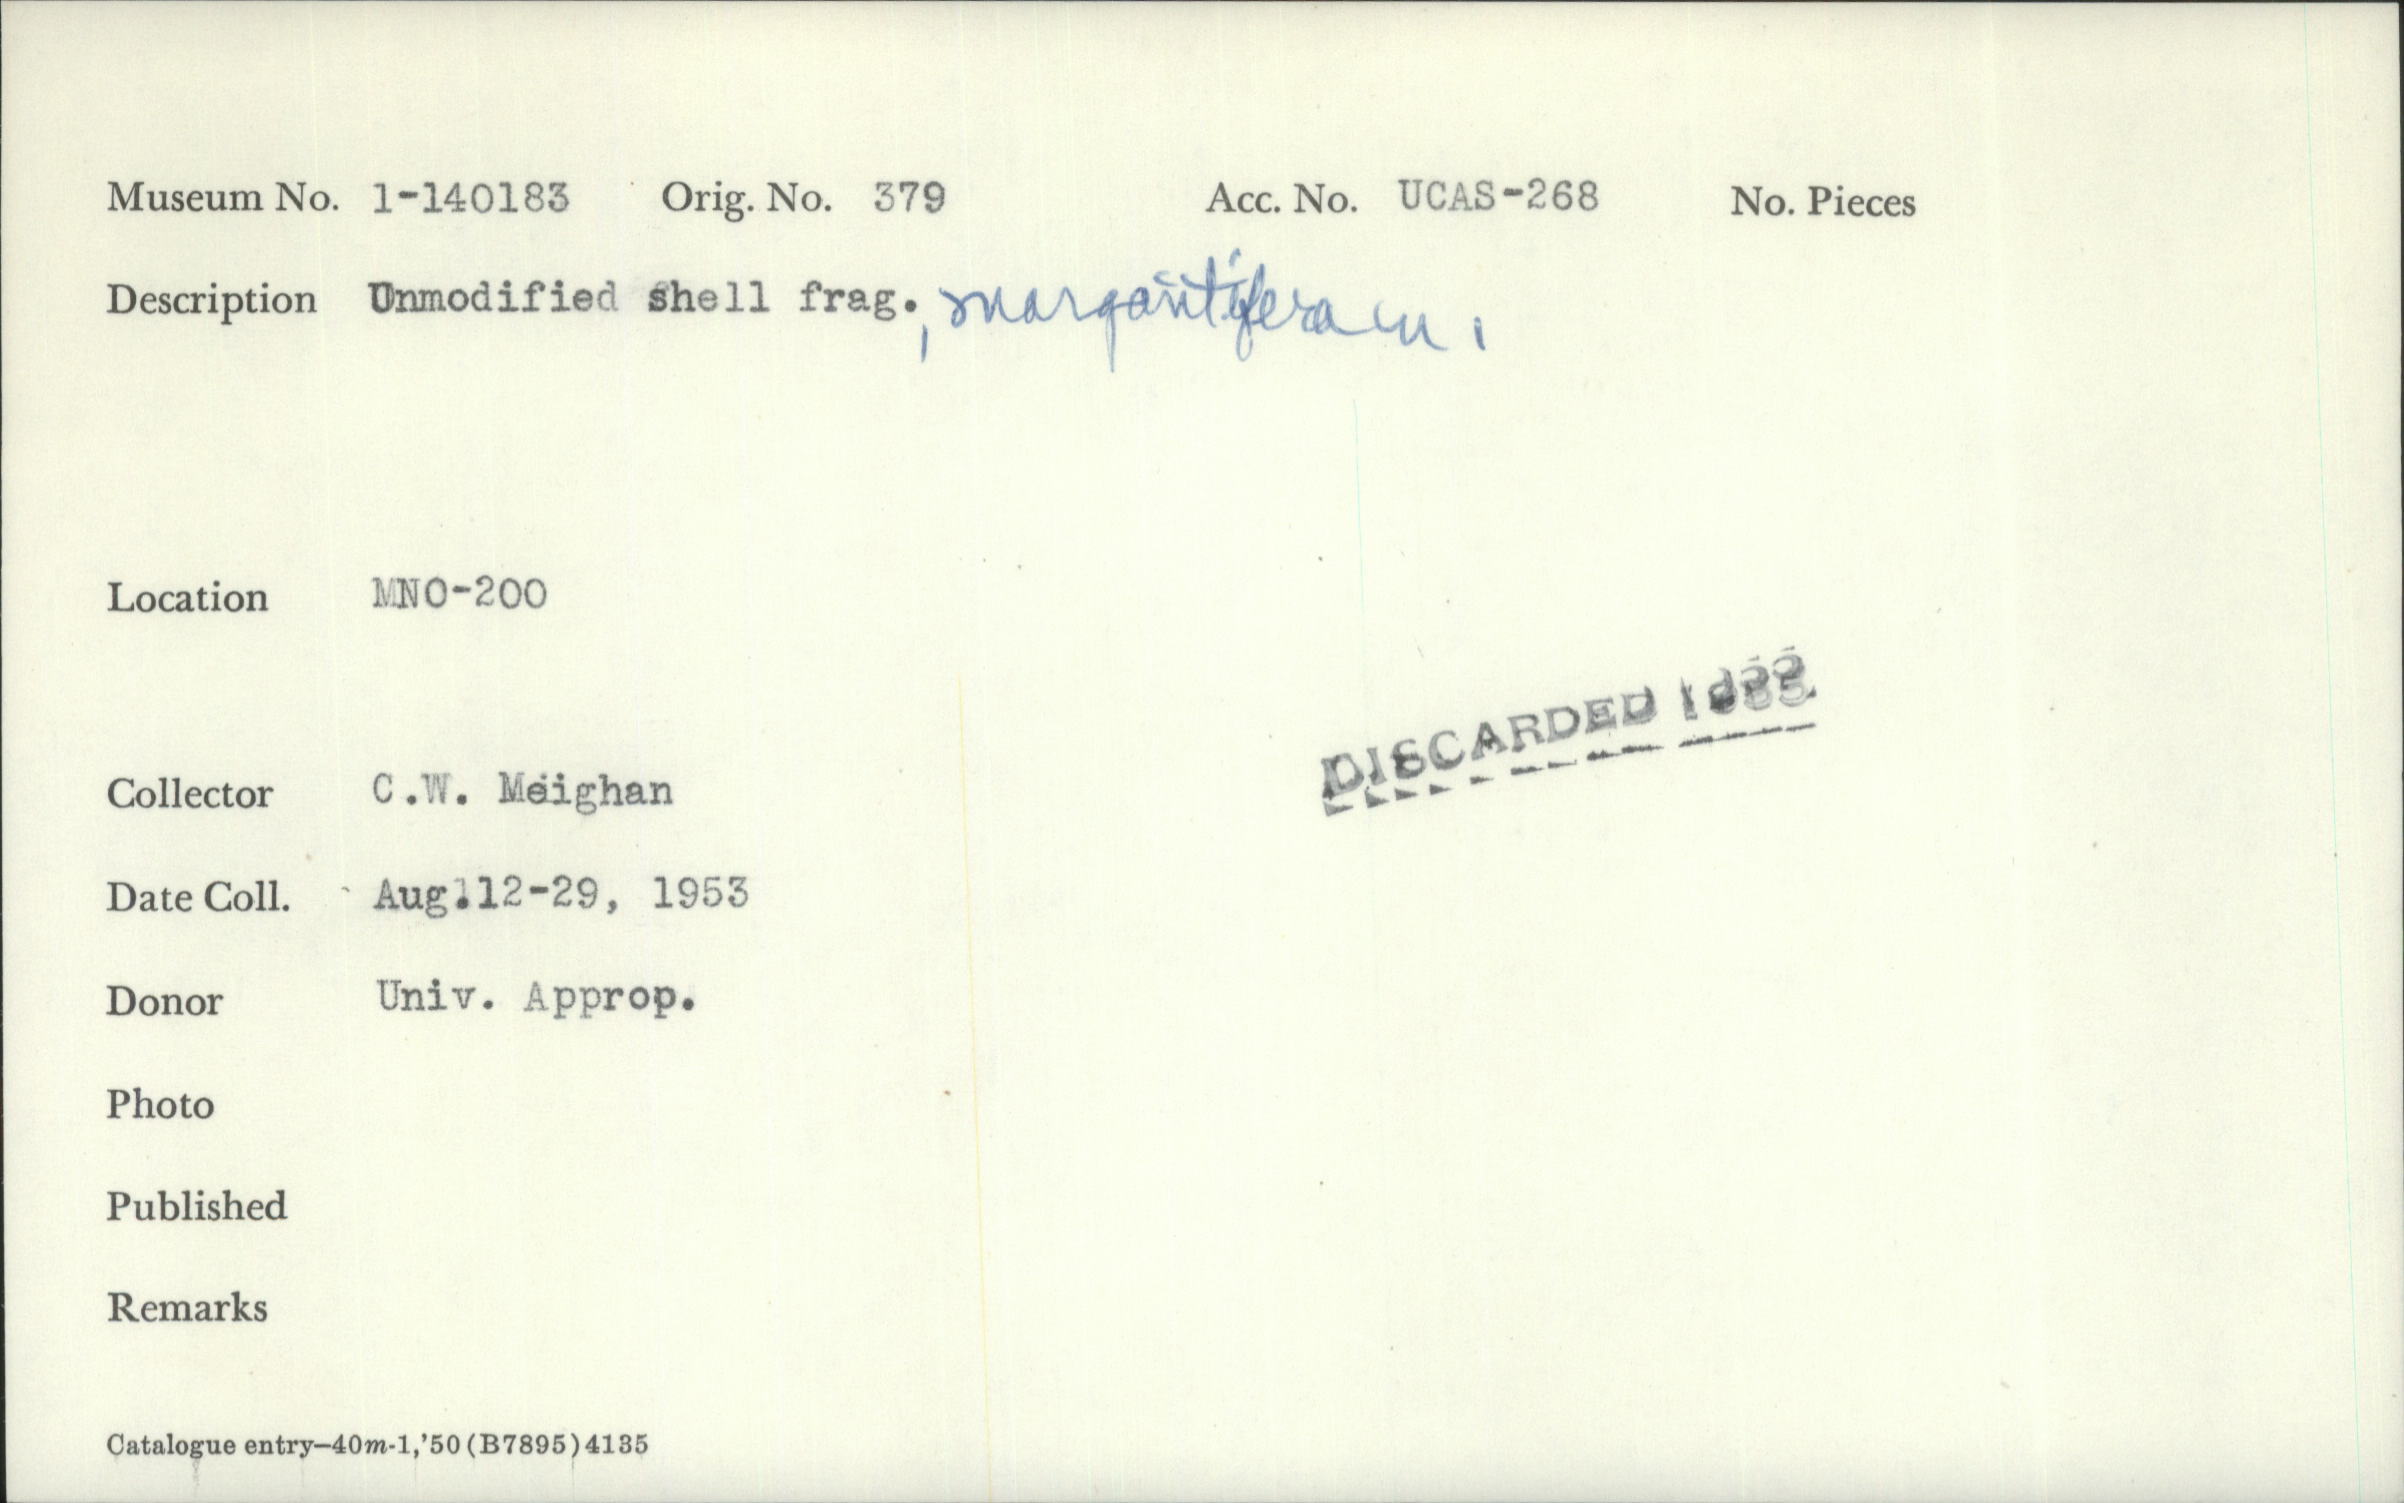 Museum No. 1-140183 Orig. No. 379 Acc. No. UCAS-268 No. Pieces
Description Unmodified shell frag., margaritifera
Location MNO-200
DISCARDED
Collector C.W. Meighan
Date Coll. Aug.12-29, 1953
Donor Univ. Approp.
Photo
Published
Remarks
Catalogue entry—40m-1,'50 (B7895) 4135